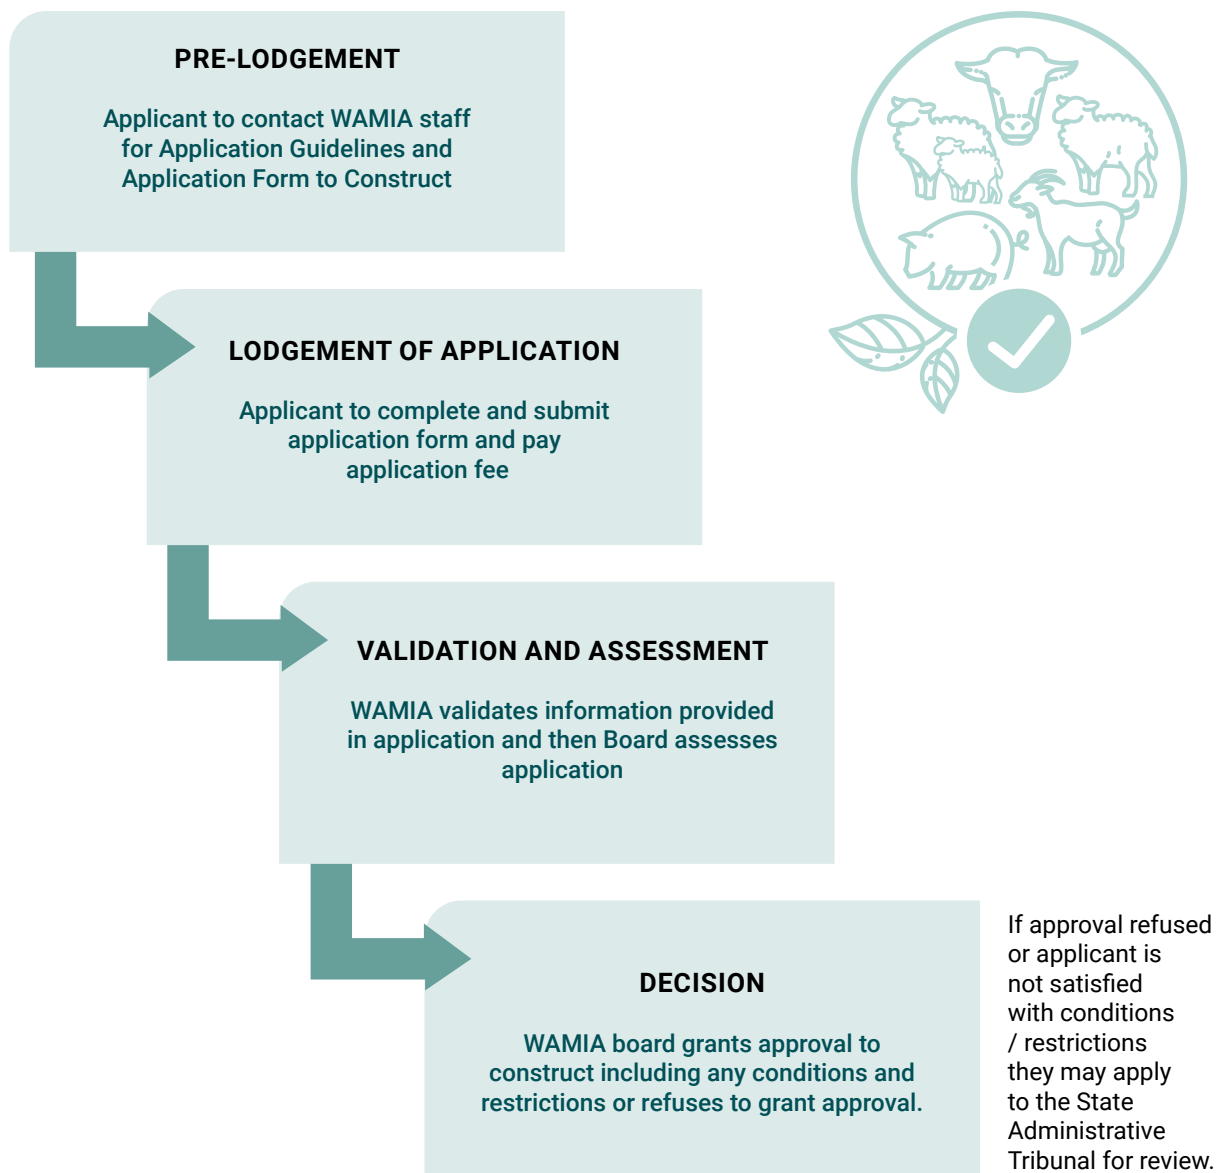 PRE-LODGEMENT
Applicant to contact WAMIA staff
for Application Guidelines and
Application Form to Construct
LODGEMENT OF APPLICATION
Applicant to complete and submit
application form and pay
application fee
VALIDATION AND ASSESSMENT
WAMIA validates information provided
in application and then Board assesses
application
DECISION
WAMIA board grants approval to
construct including any conditions and
restrictions or refuses to grant approval.
If approval refused
or applicant is
not satisfied
with conditions
/ restrictions
they may apply
to the State
Administrative
Tribunal for review.